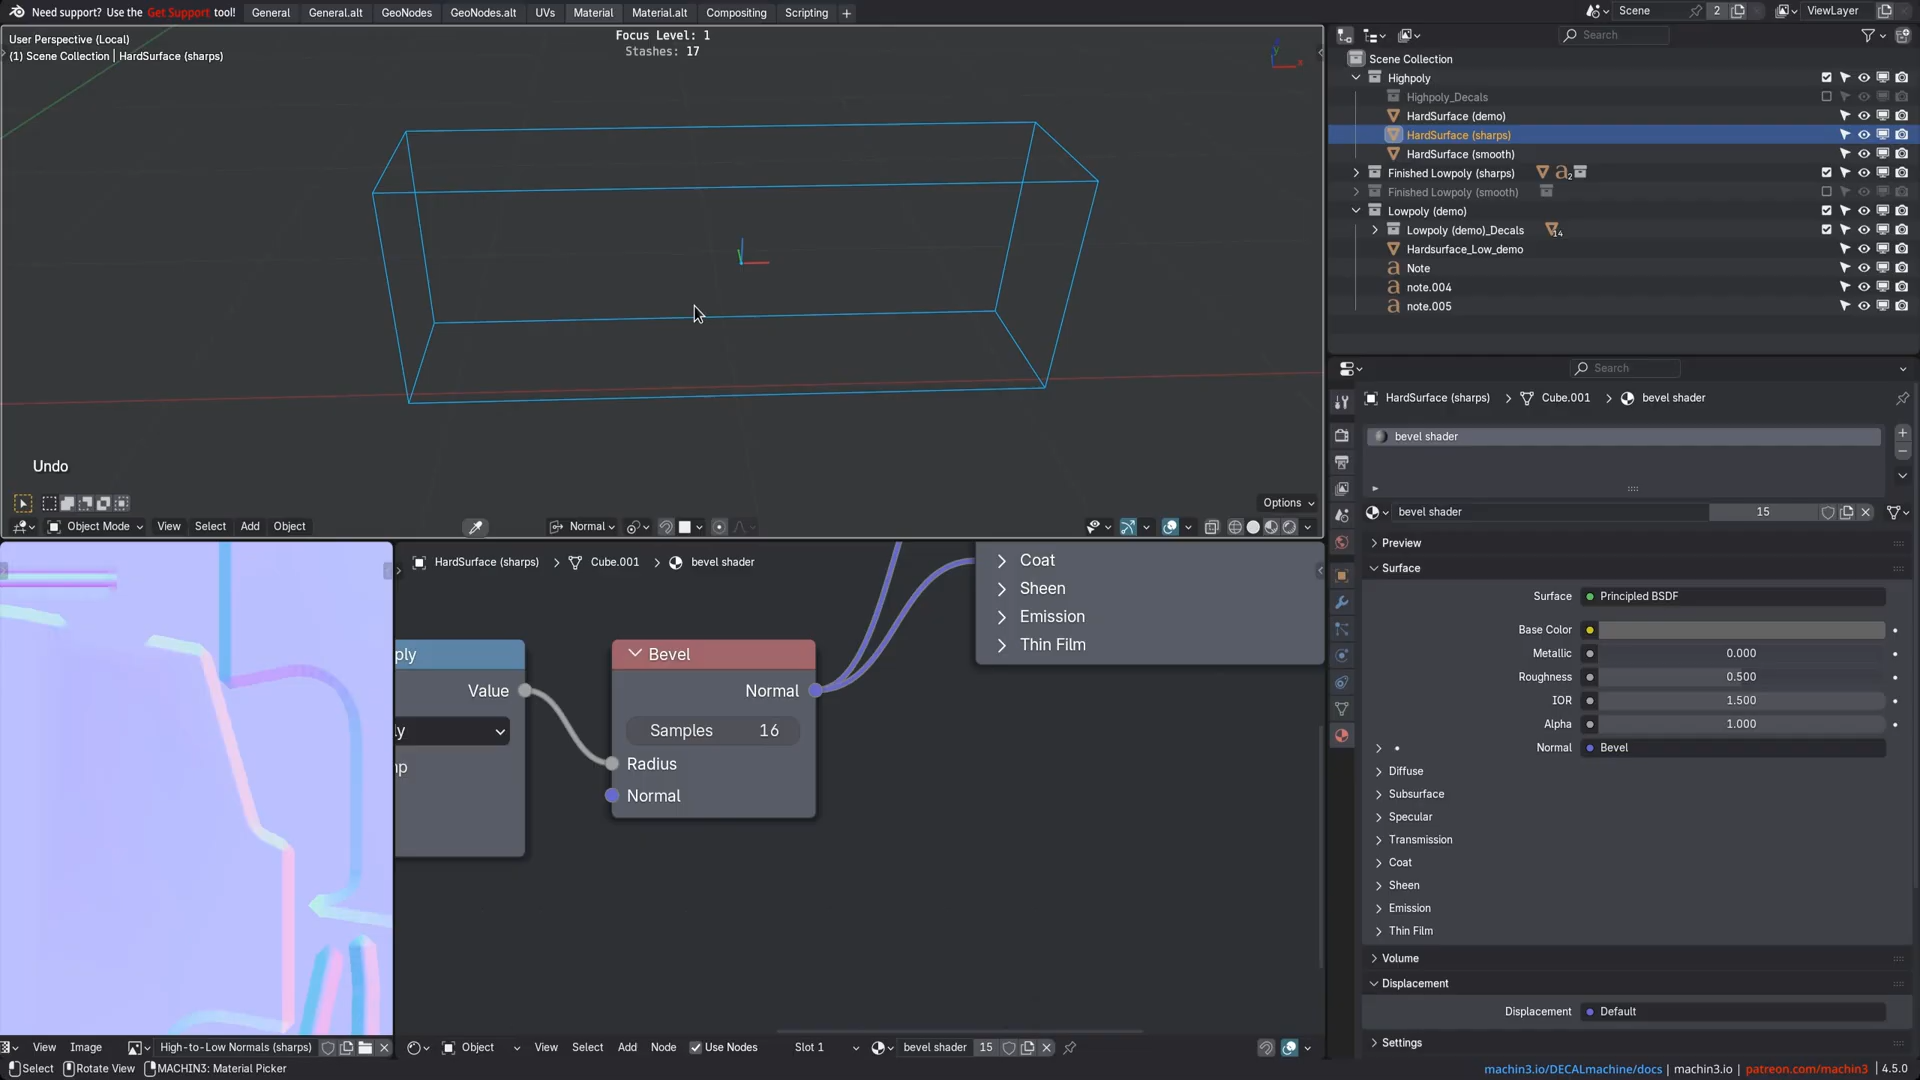 Need support? Use the Get Support tool! General General.alt GeoNodes GeoNodes.alt UVs Material Material.alt Compositing Scripting + Scene 2 ViewLayer
User Perspective (Local)
(1) Scene Collection | HardSurface (sharps)
Focus Level: 1
Stashes: 17
Undo
Options
Object Mode View Select Add Object Normal
Search
Scene Collection
Highpoly
Highpoly_Decals
HardSurface (demo)
HardSurface (sharps)
HardSurface (smooth)
Finished Lowpoly (sharps) 2
Finished Lowpoly (smooth)
Lowpoly (demo)
Lowpoly (demo)_Decals 14
Hardsurface_Low_demo
Note
note.004
note.005
Search
HardSurface (sharps) Cube.001 bevel shader
bevel shader
bevel shader 15
Preview
Surface
Surface Principled BSDF
Base Color
Metallic 0.000
Roughness 0.500
IOR 1.500
Alpha 1.000
Normal Bevel
Diffuse
Subsurface
Specular
Transmission
Coat
Sheen
Emission
Thin Film
Volume
Displacement
Displacement Default
Settings
HardSurface (sharps) Cube.001 bevel shader
Coat
Sheen
Emission
Thin Film
ply
Value
ly
np
Bevel
Normal
Samples 16
Radius
Normal
View Image High-to-Low Normals (sharps) Object View Select Add Node Use Nodes Slot 1 bevel shader 15
Select Rotate View MACHIN3: Material Picker machin3.io/DECALmachine/docs | machin3.io | patreon.com/machin3 | 4.5.0